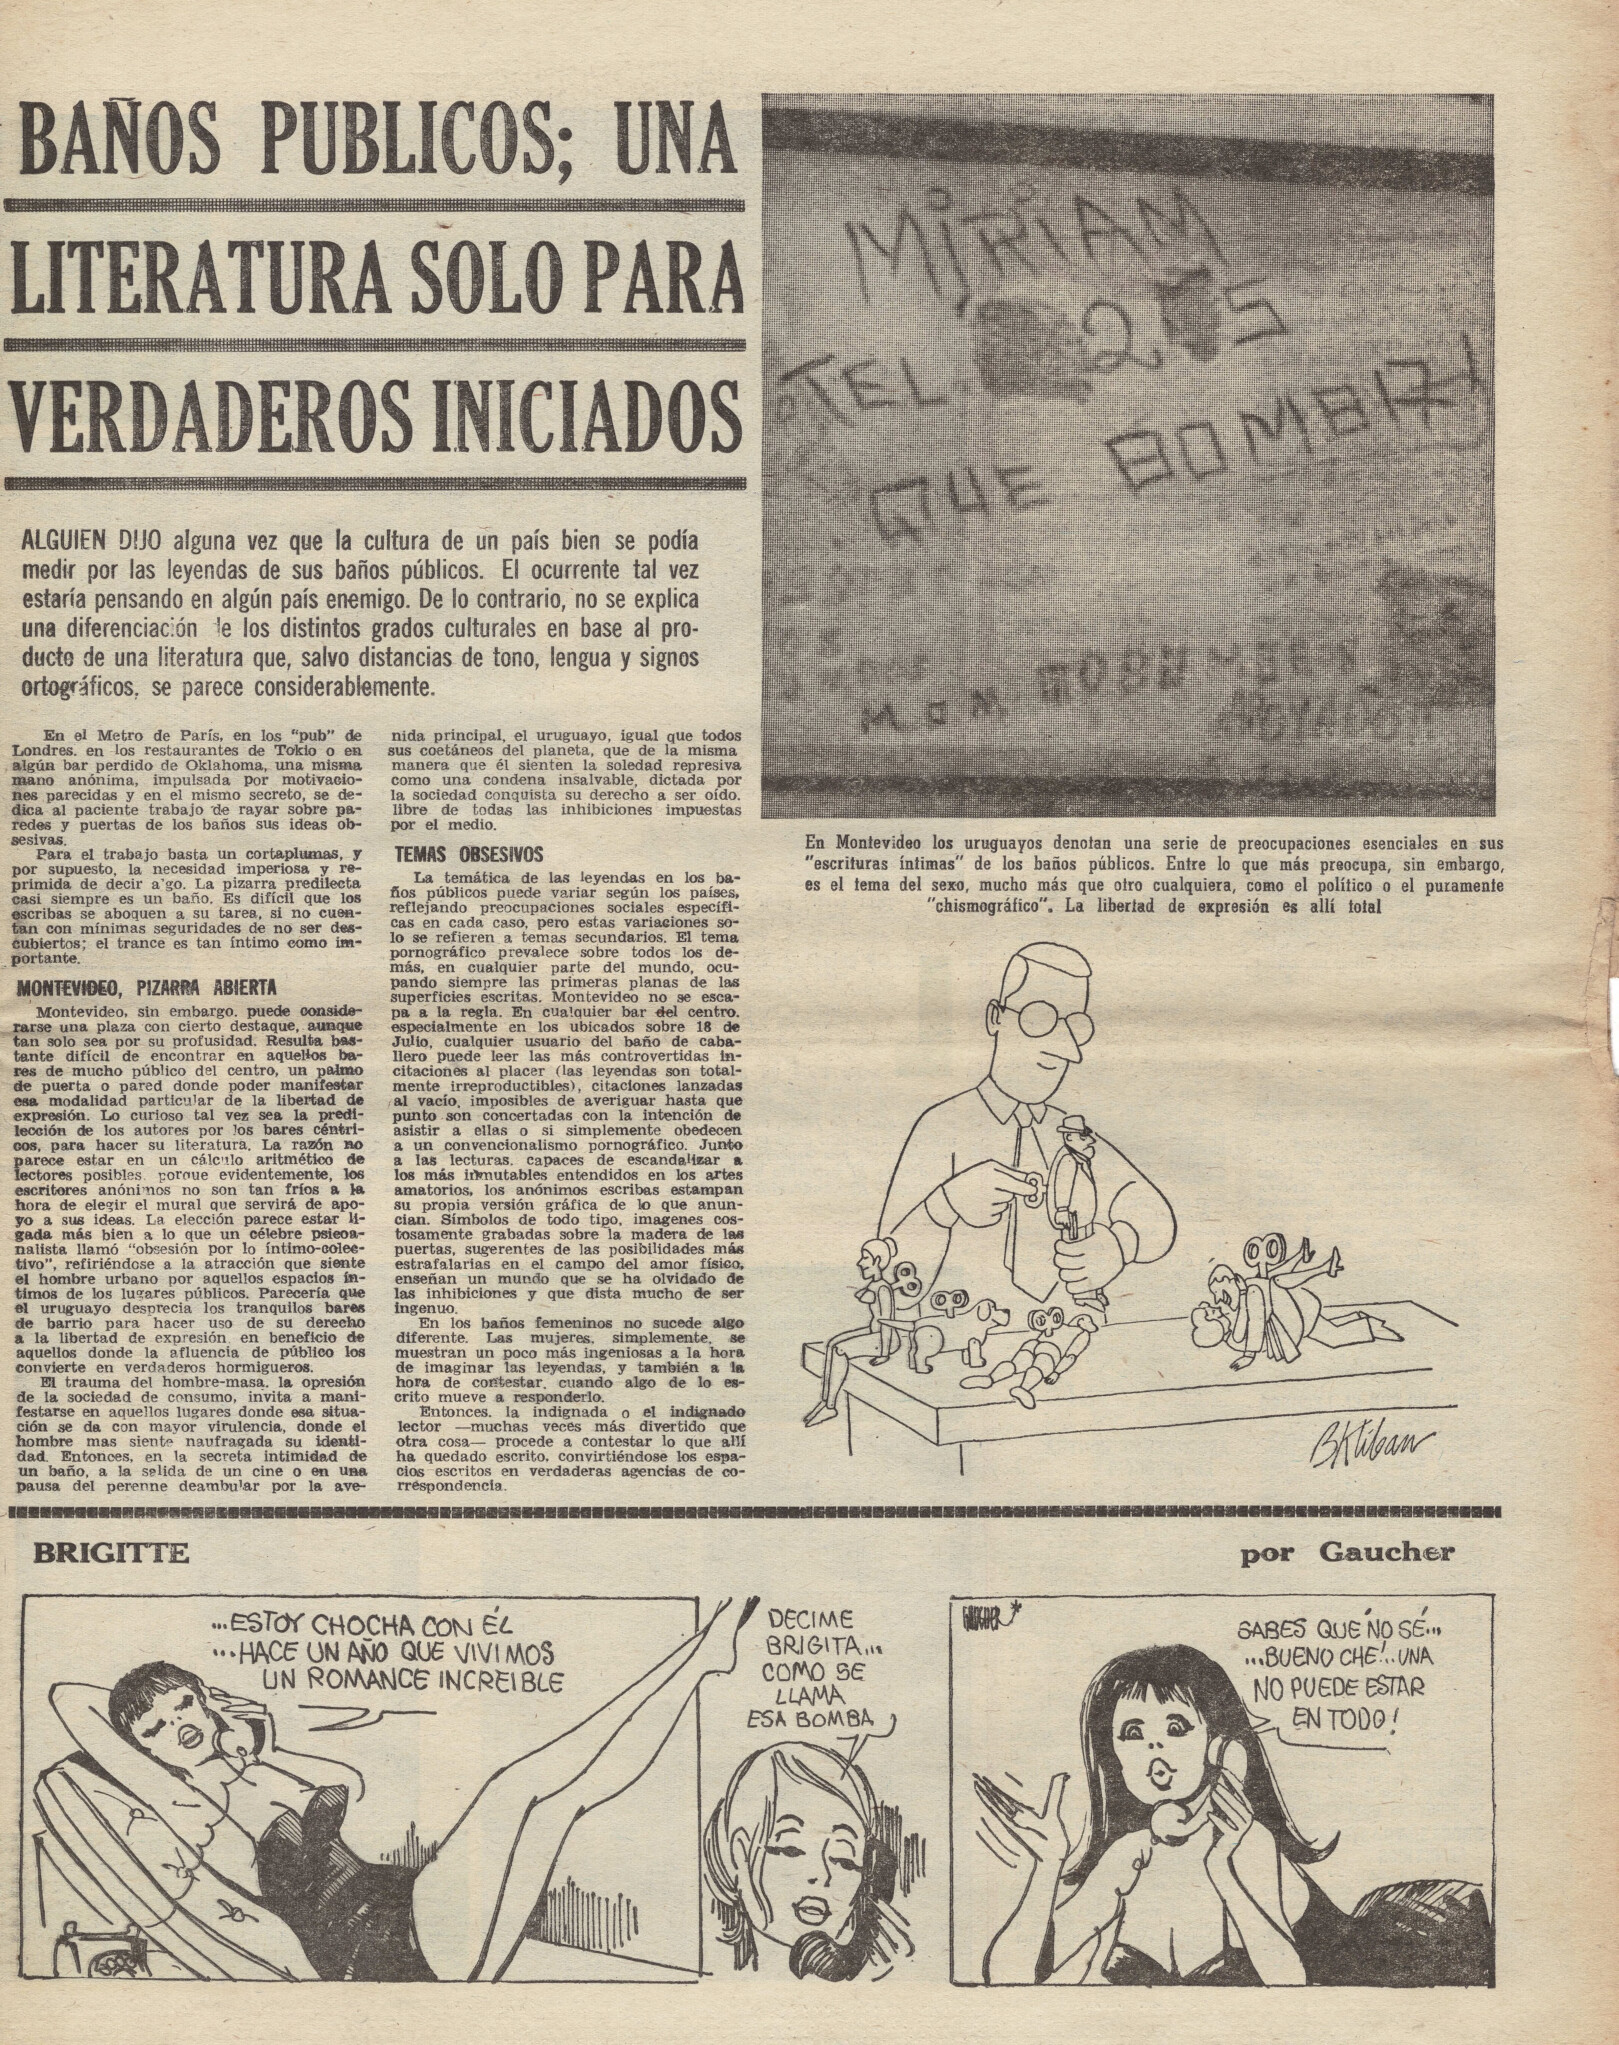 BAÑOS PUBLICOS; UNA
LITERATURA SOLO PARA
VERDADEROS INICIADOS
ALGUIEN DIJO alguna vez que la cultura de un país bien se podía
medir por las leyendas de sus baños públicos. El ocurrente tal vez
estaría pensando en algún país enemigo. De lo contrario, no se explica
una diferenciación de los distintos grados culturales en base al pro-
ducto de una literatura que, salvo distancias de tono, lengua y signos
ortográficos, se parece considerablemente.
En el Metro de París, en los "pub" de
Londres, en los restaurantes de Tokio o en
algún bar perdido de Oklahoma, una misma
mano anónima, impulsada por motivacio-
nes parecidas y en el mismo secreto, se de-
dica al paciente trabajo de rayar sobre pa-
redes y puertas de los baños sus ideas ob-
sesivas.
Para el trabajo basta un cortaplumas, y
por supuesto, la necesidad imperiosa y re-
primida de decir algo. La pizarra predilecta
casi siempre es un baño. Es difícil que los
escribas se aboquen a su tarea, si no cuen-
tan con mínimas seguridades de no ser des-
cubiertos; el trance es tan íntimo como im-
portante.
MONTEVIDEO, PIZARRA ABIERTA
Montevideo, sin embargo, puede conside-
rarse una plaza con cierto destaque, aunque
tan solo sea por su profusidad. Resulta bas-
tante difícil de encontrar en aquellos ba-
res de mucho público del centro, un palmo
de puerta o pared donde poder manifestar
esa modalidad particular de la libertad de
expresión. Lo curioso tal vez sea la predi-
lección de los autores por los bares céntri-
cos, para hacer su literatura. La razón no
parece estar en un cálculo aritmético de
lectores posibles, porque evidentemente, los
escritores anónimos no son tan fríos a la
hora de elegir el mural que servirá de apo-
yo a sus ideas. La elección parece estar li-
gada más bien a lo que un célebre psicoa-
nalista llamó "obsesión por lo íntimo-colec-
tivo", refiriéndose a la atracción que siente
el hombre urbano por aquellos espacios ín-
timos de los lugares públicos. Parecería que
el uruguayo desprecia los tranquilos bares
de barrio para hacer uso de su derecho
a la libertad de expresión, en beneficio de
aquellos donde la afluencia de público los
convierte en verdaderos hormigueros.
El trauma del hombre-masa, la opresión
de la sociedad de consumo, invita a mani-
festarse en aquellos lugares donde esa situa-
ción se da con mayor virulencia, donde el
hombre mas siente naufragada su identi-
dad. Entonces, en la secreta intimidad de
un baño, a la salida de un cine o en una
pausa del perenne deambular por la ave-
nida principal, el uruguayo, igual que todos
sus coetáneos del planeta, que de la misma
manera que él sienten la soledad represiva
como una condena insalvable, dictada por
la sociedad conquista su derecho a ser oído,
libre de todas las inhibiciones impuestas
por el medio.
TEMAS OBSESIVOS
La temática de las leyendas en los ba-
ños públicos puede variar según los países,
reflejando preocupaciones sociales específi-
cas en cada caso, pero estas variaciones so-
lo se refieren a temas secundarios. El tema
pornográfico prevalece sobre todos los de-
más, en cualquier parte del mundo, ocu-
pando siempre las primeras planas de las
superficies escritas. Montevideo no se esca-
pa a la regla. En cualquier bar del centro,
especialmente en los ubicados sobre 18 de
Julio, cualquier usuario del baño de caba-
llero puede leer las más controvertidas in-
citaciones al placer (las leyendas son total-
mente irreproductibles), citaciones lanzadas
al vacío, imposibles de averiguar hasta que
punto son concertadas con la intención de
asistir a ellas o si simplemente obedecen
a un convencionalismo pornográfico. Junto
a las lecturas, capaces de escandalizar a
los más inmutables entendidos en los artes
amatorios, los anónimos escribas estampan
su propia versión gráfica de lo que anun-
cian. Símbolos de todo tipo, imagenes cos-
tosamente grabadas sobre la madera de las
puertas, sugerentes de las posibilidades más
estrafalarias en el campo del amor físico,
enseñan un mundo que se ha olvidado de
las inhibiciones y que dista mucho de ser
ingenuo.
En los baños femeninos no sucede algo
diferente. Las mujeres, simplemente, se
muestran un poco más ingeniosas a la hora
de imaginar las leyendas, y también a la
hora de contestar, cuando algo de lo es-
crito mueve a responderlo.
Entonces, la indignada o el indignado
lector —muchas veces más divertido que
otra cosa— procede a contestar lo que allí
ha quedado escrito, convirtiéndose los espa-
cios escritos en verdaderas agencias de co-
rrespondencia.
MIRIAM
TEL. 2 5
QUE BOMBA!
En Montevideo los uruguayos denotan una serie de preocupaciones esenciales en sus
"escrituras íntimas" de los baños públicos. Entre lo que más preocupa, sin embargo,
es el tema del sexo, mucho más que otro cualquiera, como el político o el puramente
"chismográfico". La libertad de expresión es allí total
BKliban
BRIGITTE
por Gaucher
...ESTOY CHOCHA CON ÉL
...HACE UN AÑO QUE VIVIMOS
UN ROMANCE INCREIBLE
DECIME
BRIGITA...
COMO SE
LLAMA
ESA BOMBA
GAUCHER
SABES QUE NO SÉ...
...BUENO CHE!..UNA
NO PUEDE ESTAR
EN TODO!